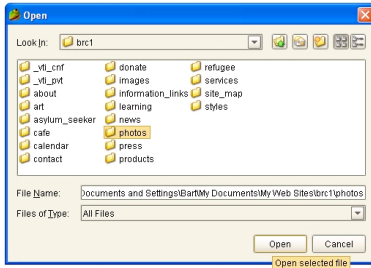 Open
Look In: brc1
_vti_cnf donate refugee
_vti_pvt images services
about information_links site_map
art learning styles
asylum_seeker news
cafe photos
calendar press
contact products
File Name: Documents and Settings\Bart\My Documents\My Web Sites\brc1\photos
Files of Type: All Files
Open Cancel
Open selected file